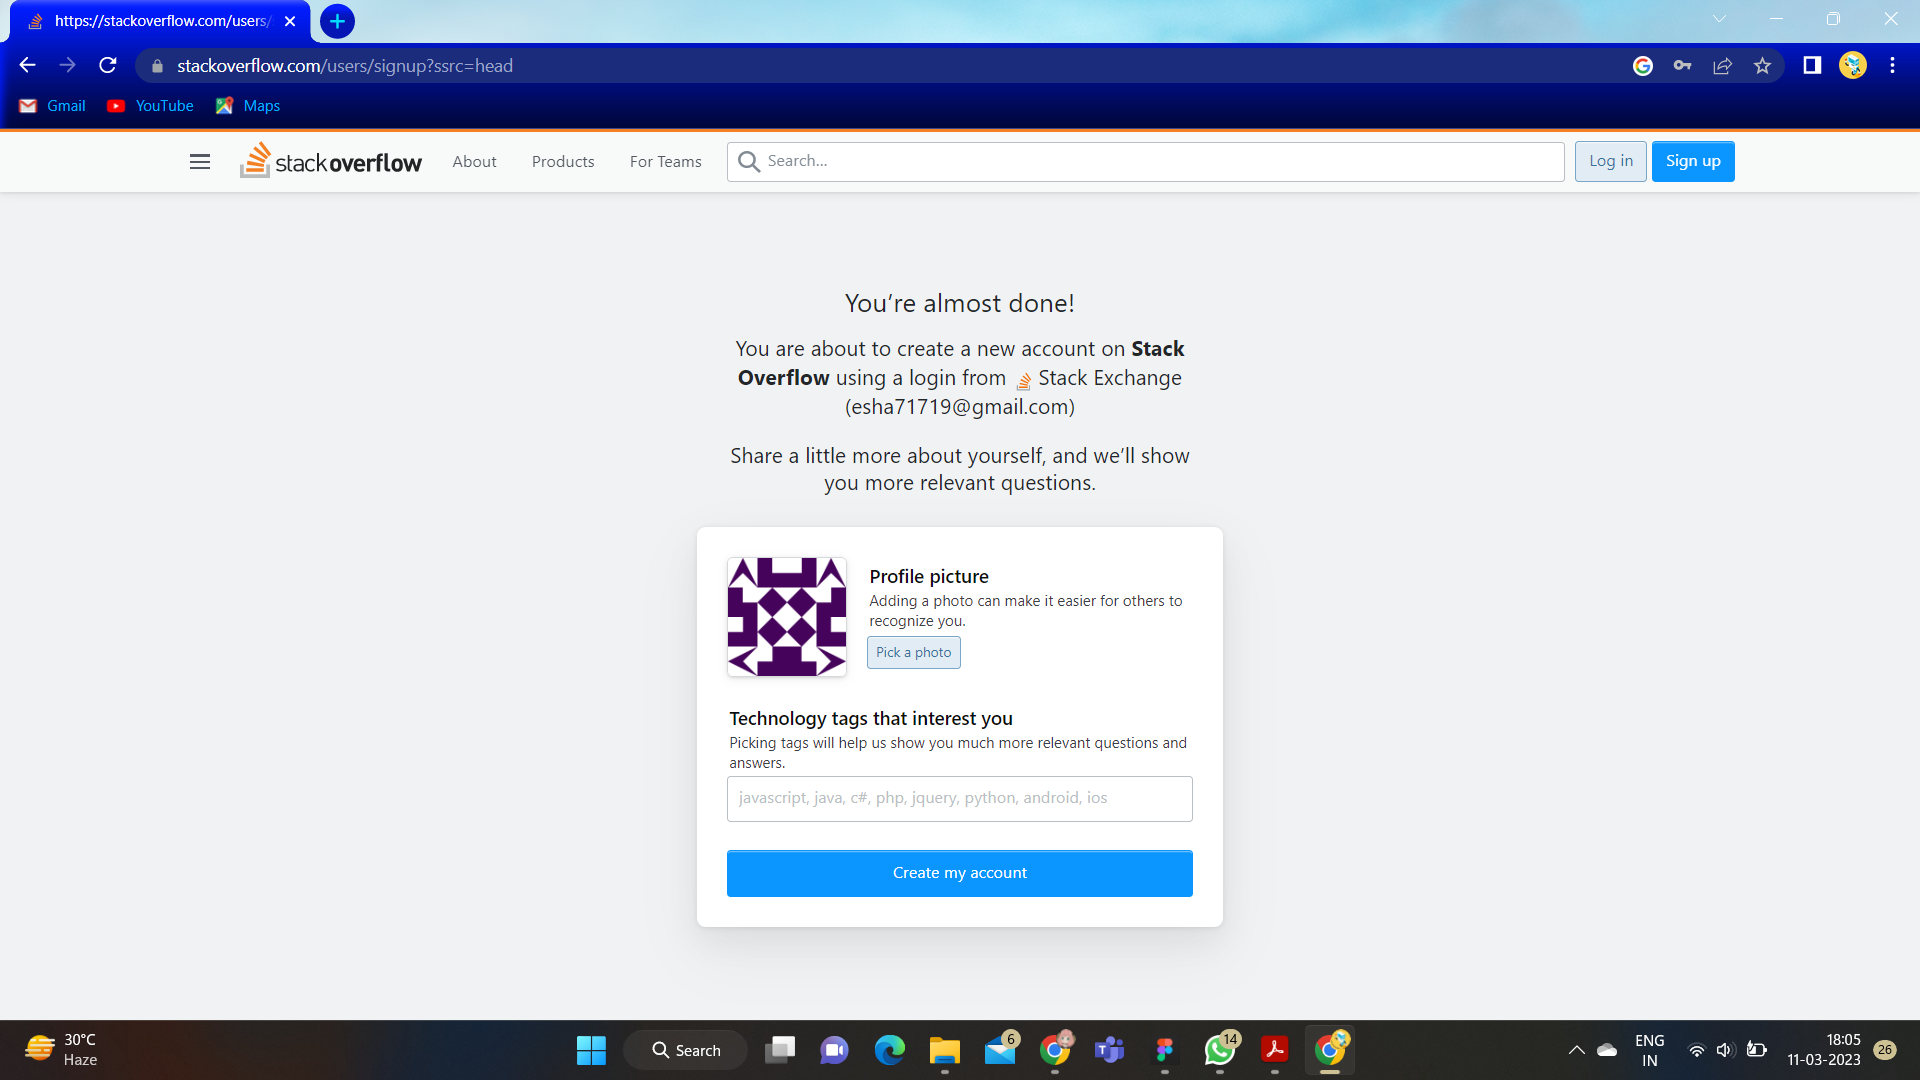 https://stackoverflow.com/users/
stackoverflow.com/users/signup?ssrc=head
Gmail YouTube Maps
stackoverflow About Products For Teams Search... Log in Sign up
You're almost done!
You are about to create a new account on Stack
Overflow using a login from Stack Exchange
(esha71719@gmail.com)
Share a little more about yourself, and we'll show
you more relevant questions.
Profile picture
Adding a photo can make it easier for others to
recognize you.
Pick a photo
Technology tags that interest you
Picking tags will help us show you much more relevant questions and
answers.
javascript, java, c#, php, jquery, python, android, ios
Create my account
30°C
Haze
Search
6
14
ENG
IN
18:05
11-03-2023
26